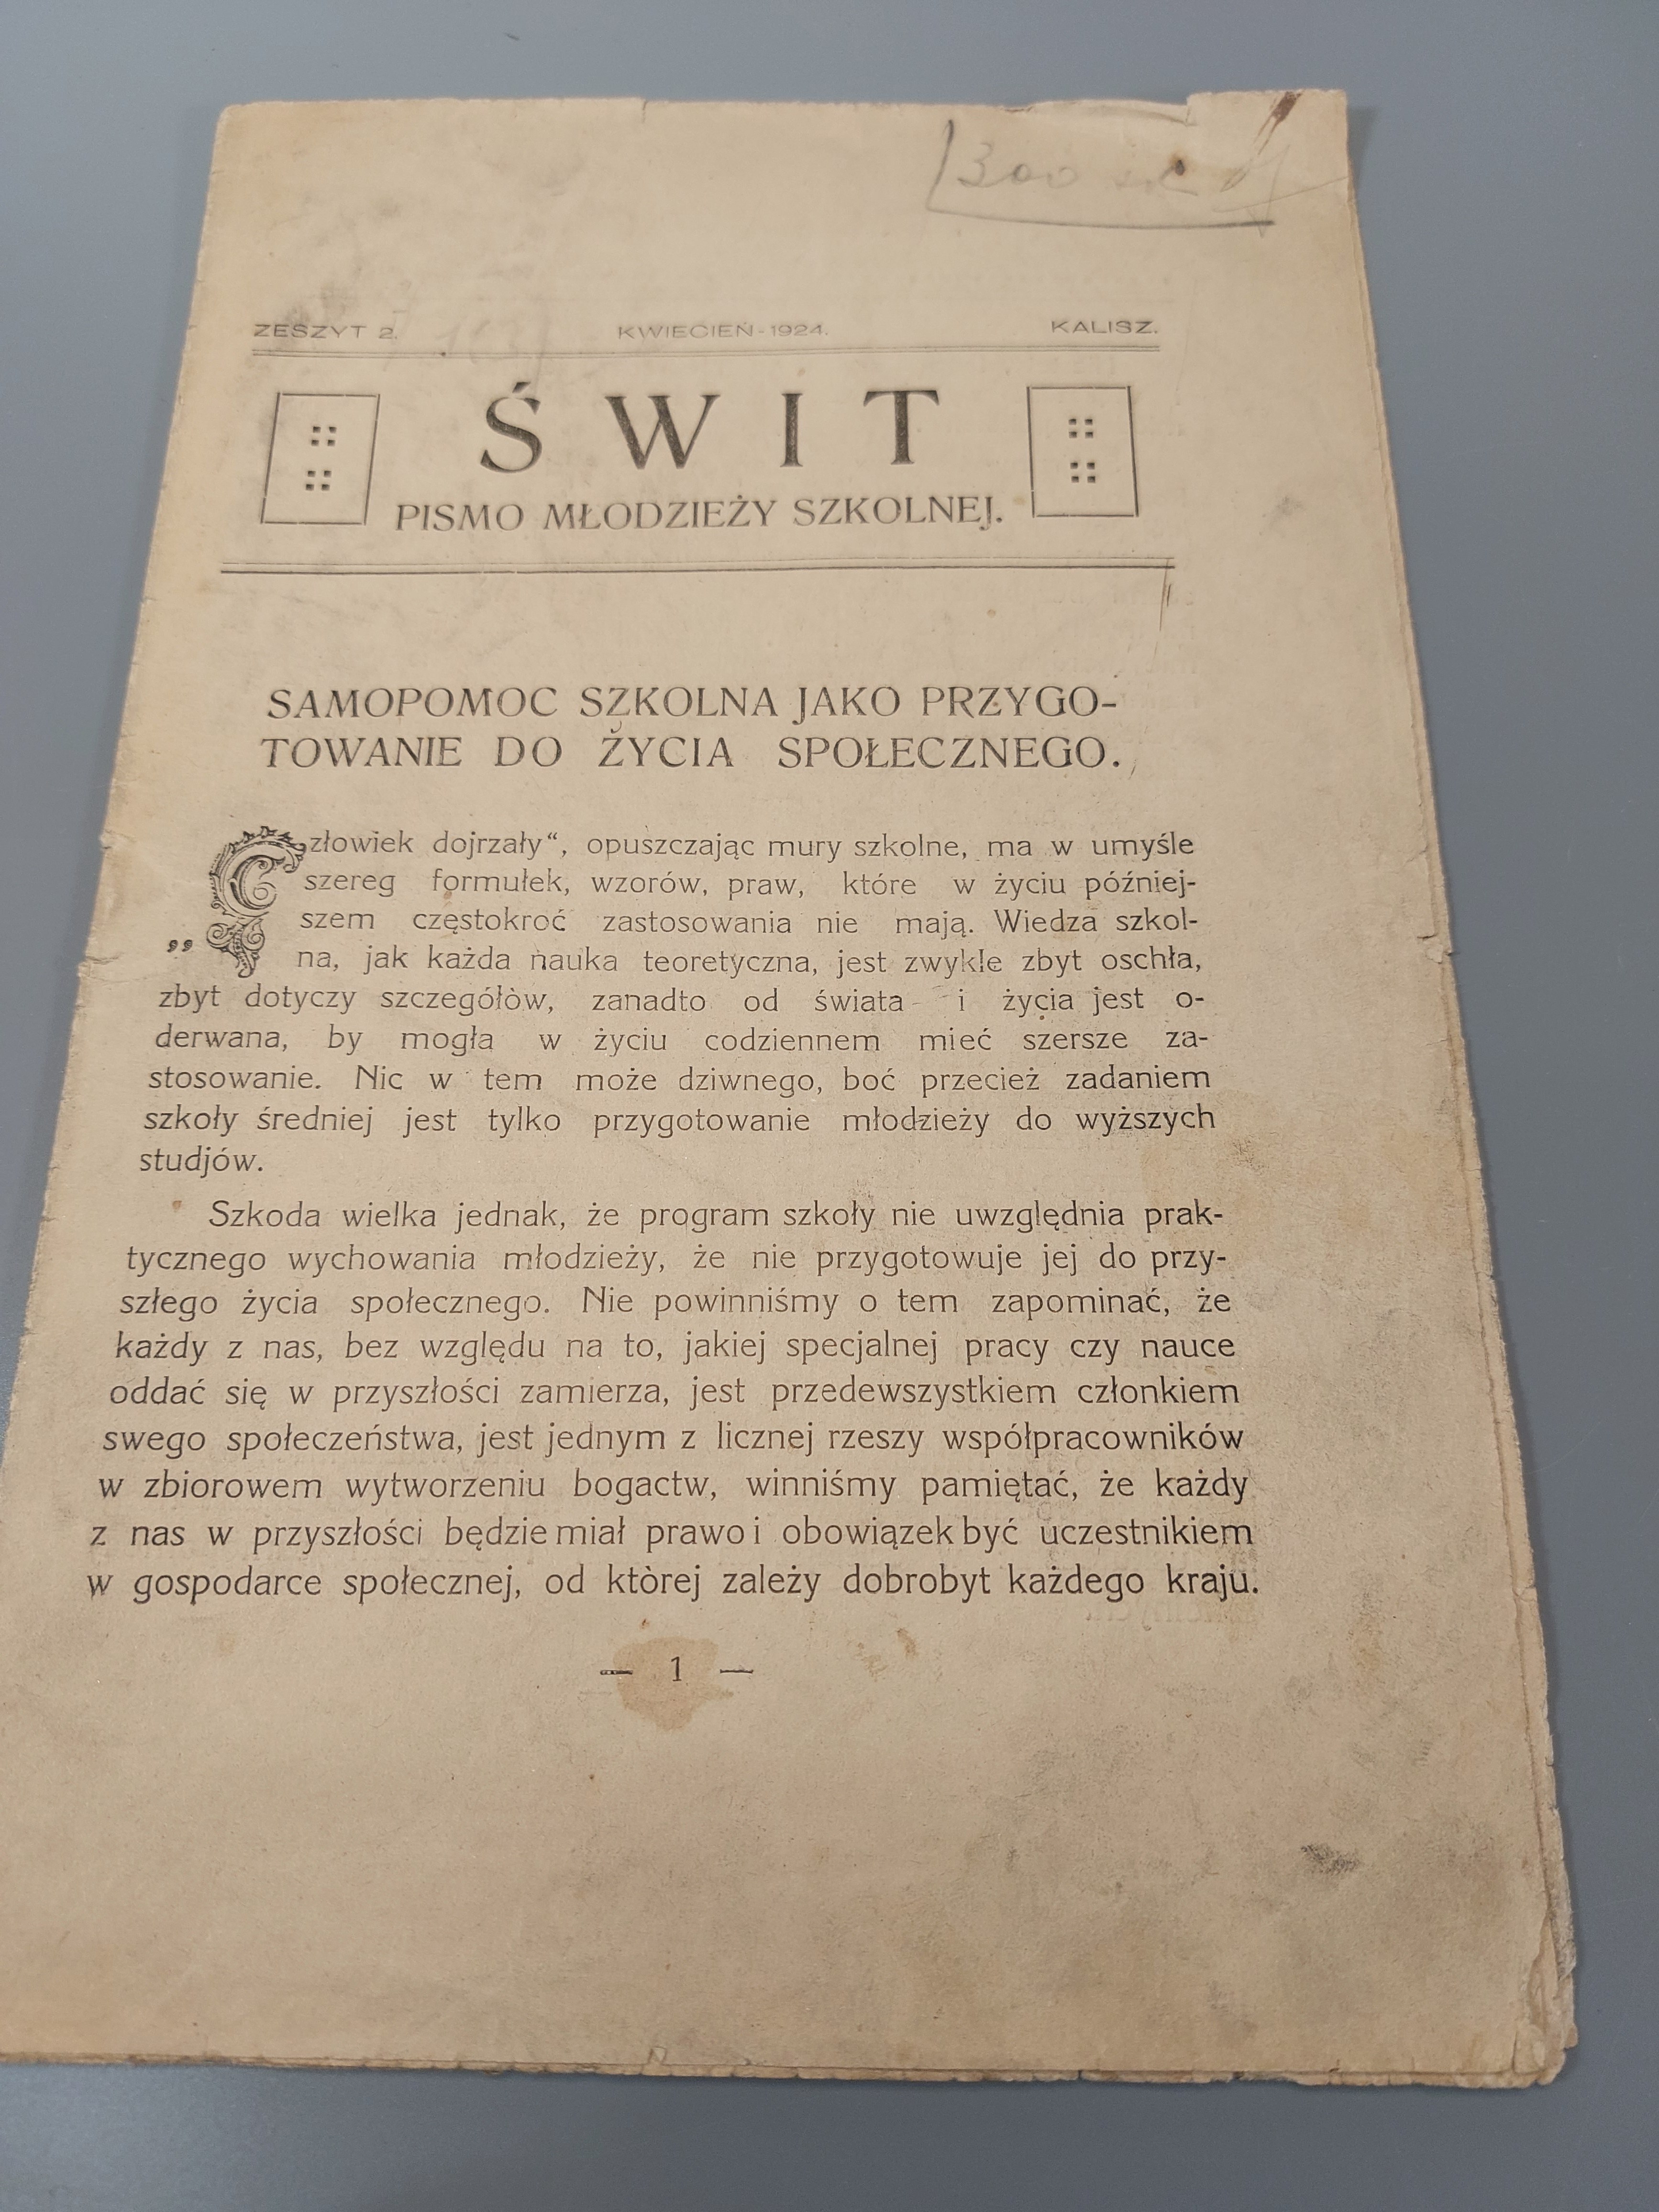 300
ZESZYT 2.
KWIECIEŃ-1924.
KALISZ.
ŚWIT
PISMO MŁODZIEŻY SZKOLNEJ.
SAMOPOMOC SZKOLNA JAKO PRZYGO-
TOWANIE DO ŻYCIA SPOŁECZNEGO.
„Człowiek dojrzały“, opuszczając mury szkolne, ma w umyśle
szereg formułek, wzorów, praw, które w życiu później-
szem częstokroć zastosowania nie mają. Wiedza szkol-
na, jak każda nauka teoretyczna, jest zwykle zbyt oschła,
zbyt dotyczy szczegółòw, zanadto od świata i życia jest o-
derwana, by mogła w życiu codziennem mieć szersze za-
stosowanie. Nic w tem może dziwnego, boć przecież zadaniem
szkoły średniej jest tylko przygotowanie młodzieży do wyższych
studjów.
Szkoda wielka jednak, że program szkoły nie uwzględnia prak-
tycznego wychowania młodzieży, że nie przygotowuje jej do przy-
szłego życia społecznego. Nie powinniśmy o tem zapominać, że
każdy z nas, bez względu na to, jakiej specjalnej pracy czy nauce
oddać się w przyszłości zamierza, jest przedewszystkiem członkiem
swego społeczeństwa, jest jednym z licznej rzeszy współpracowników
w zbiorowem wytworzeniu bogactw, winniśmy pamiętać, że każdy
z nas w przyszłości będzie miał prawo i obowiązek być uczestnikiem
w gospodarce społecznej, od której zależy dobrobyt każdego kraju.
— 1 —